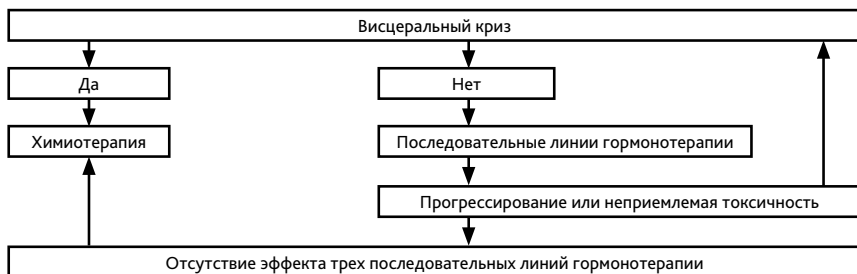 Висцеральный криз
Да
Нет
Химиотерапия
Последовательные линии гормонотерапии
Прогрессирование или неприемлемая токсичность
Отсутствие эффекта трех последовательных линий гормонотерапии